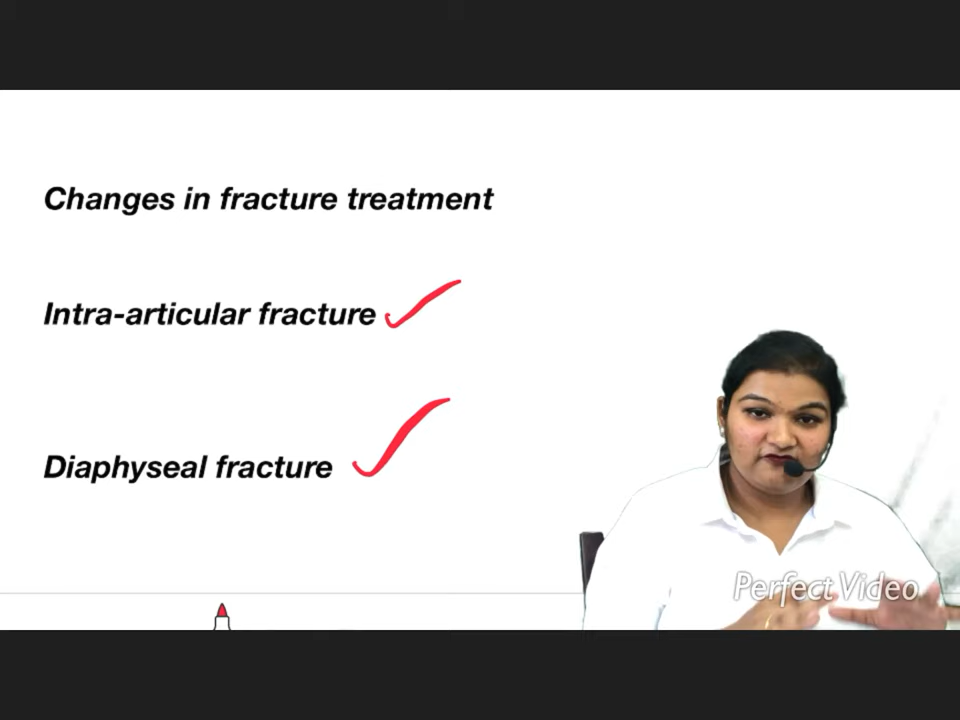 Changes in fracture treatment
Intra-articular fracture
Diaphyseal fracture
Perfect Video